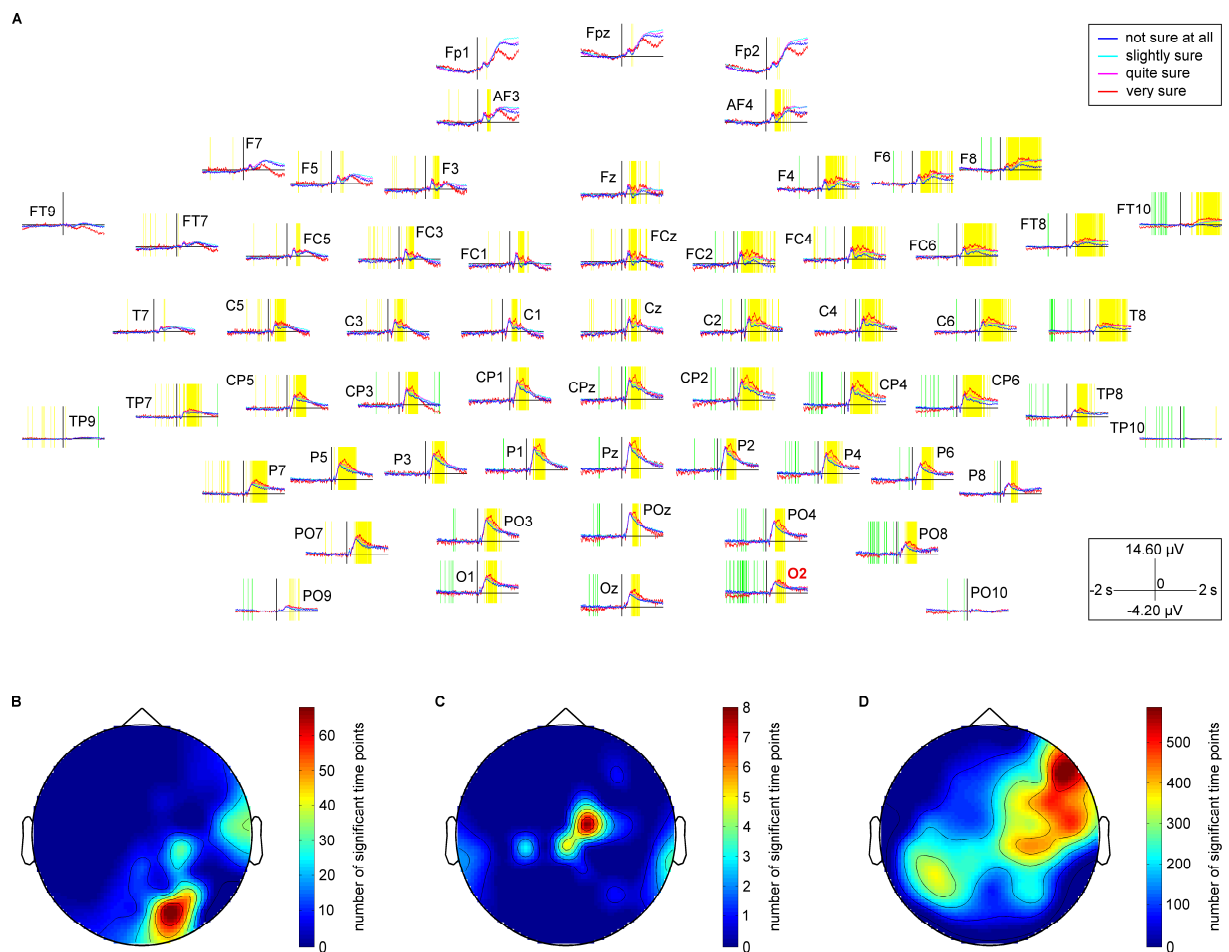 A
Fp1
Fpz
Fp2
not sure at all
slightly sure
quite sure
very sure
AF3
AF4
F7
F5
F3
Fz
F4
F6
F8
FT9
FT7
FC5
FC3
FC1
FCz
FC2
FC4
FC6
FT8
FT10
T7
C5
C3
C1
Cz
C2
C4
C6
T8
TP9
TP7
CP5
CP3
CP1
CPz
CP2
CP4
CP6
TP8
TP10
P7
P5
P3
P1
Pz
P2
P4
P6
P8
PO7
PO3
POz
PO4
PO8
PO9
O1
Oz
O2
PO10
14.60 µV
-2 s
0
2 s
-4.20 µV
B
60
50
40
30
20
10
0
number of significant time points
C
8
7
6
5
4
3
2
1
0
number of significant time points
D
500
400
300
200
100
0
number of significant time points